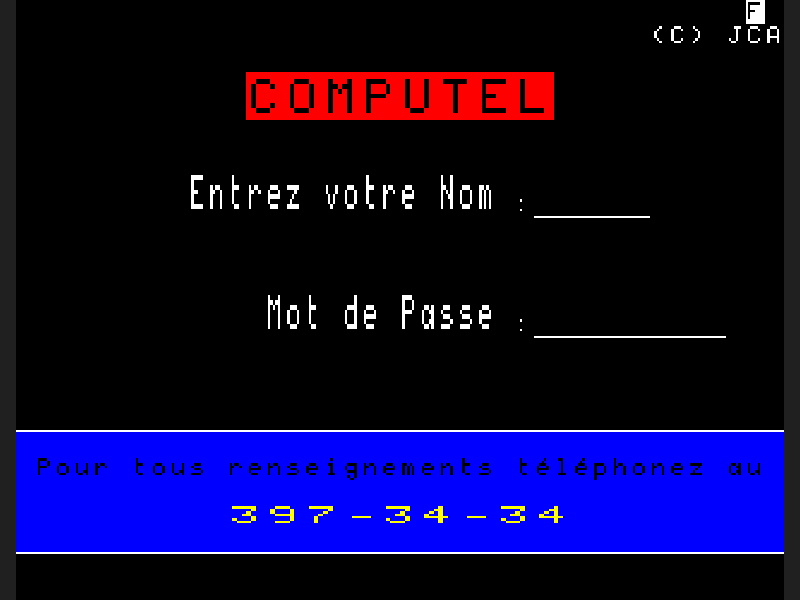 F
(C) JCA
COMPUTEL
Entrez votre Nom :
Mot de Passe :
Pour tous renseignements téléphonez au
397-34-34